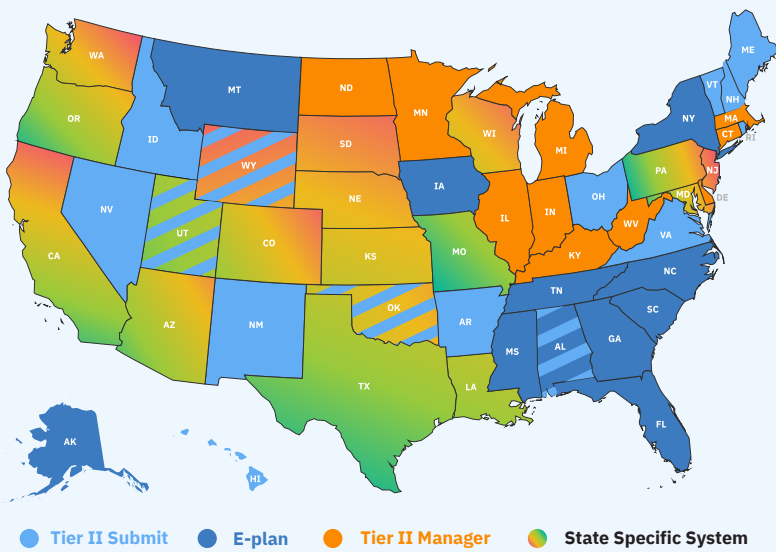 ME
WA
VT
MT
ND
NH
OR
MN
MA
NY
CT
RI
WI
ID
SD
MI
WY
PA
NJ
IA
MD
NE
OH
DE
NV
IL
IN
WV
UT
VA
CO
MO
KY
CA
KS
NC
TN
OK
SC
AZ
NM
AR
GA
AL
MS
TX
LA
FL
AK
HI
Tier II Submit E-plan Tier II Manager State Specific System